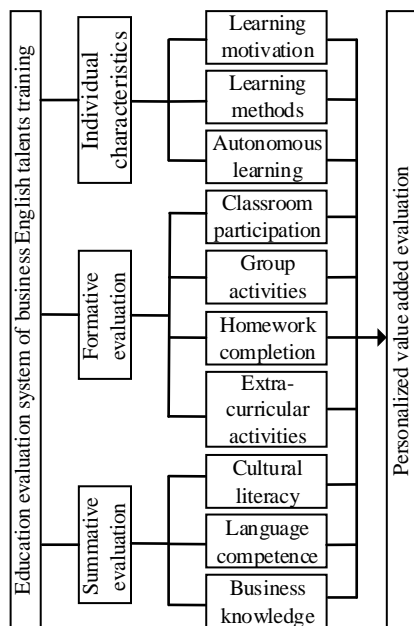 Education evaluation system of business English talents training
Individual
characteristics
Learning
motivation
Learning
methods
Autonomous
learning
Formative
evaluation
Classroom
participation
Group
activities
Homework
completion
Extra-
curricular
activities
Summative
evaluation
Cultural
literacy
Language
competence
Business
knowledge
Personalized value added evaluation